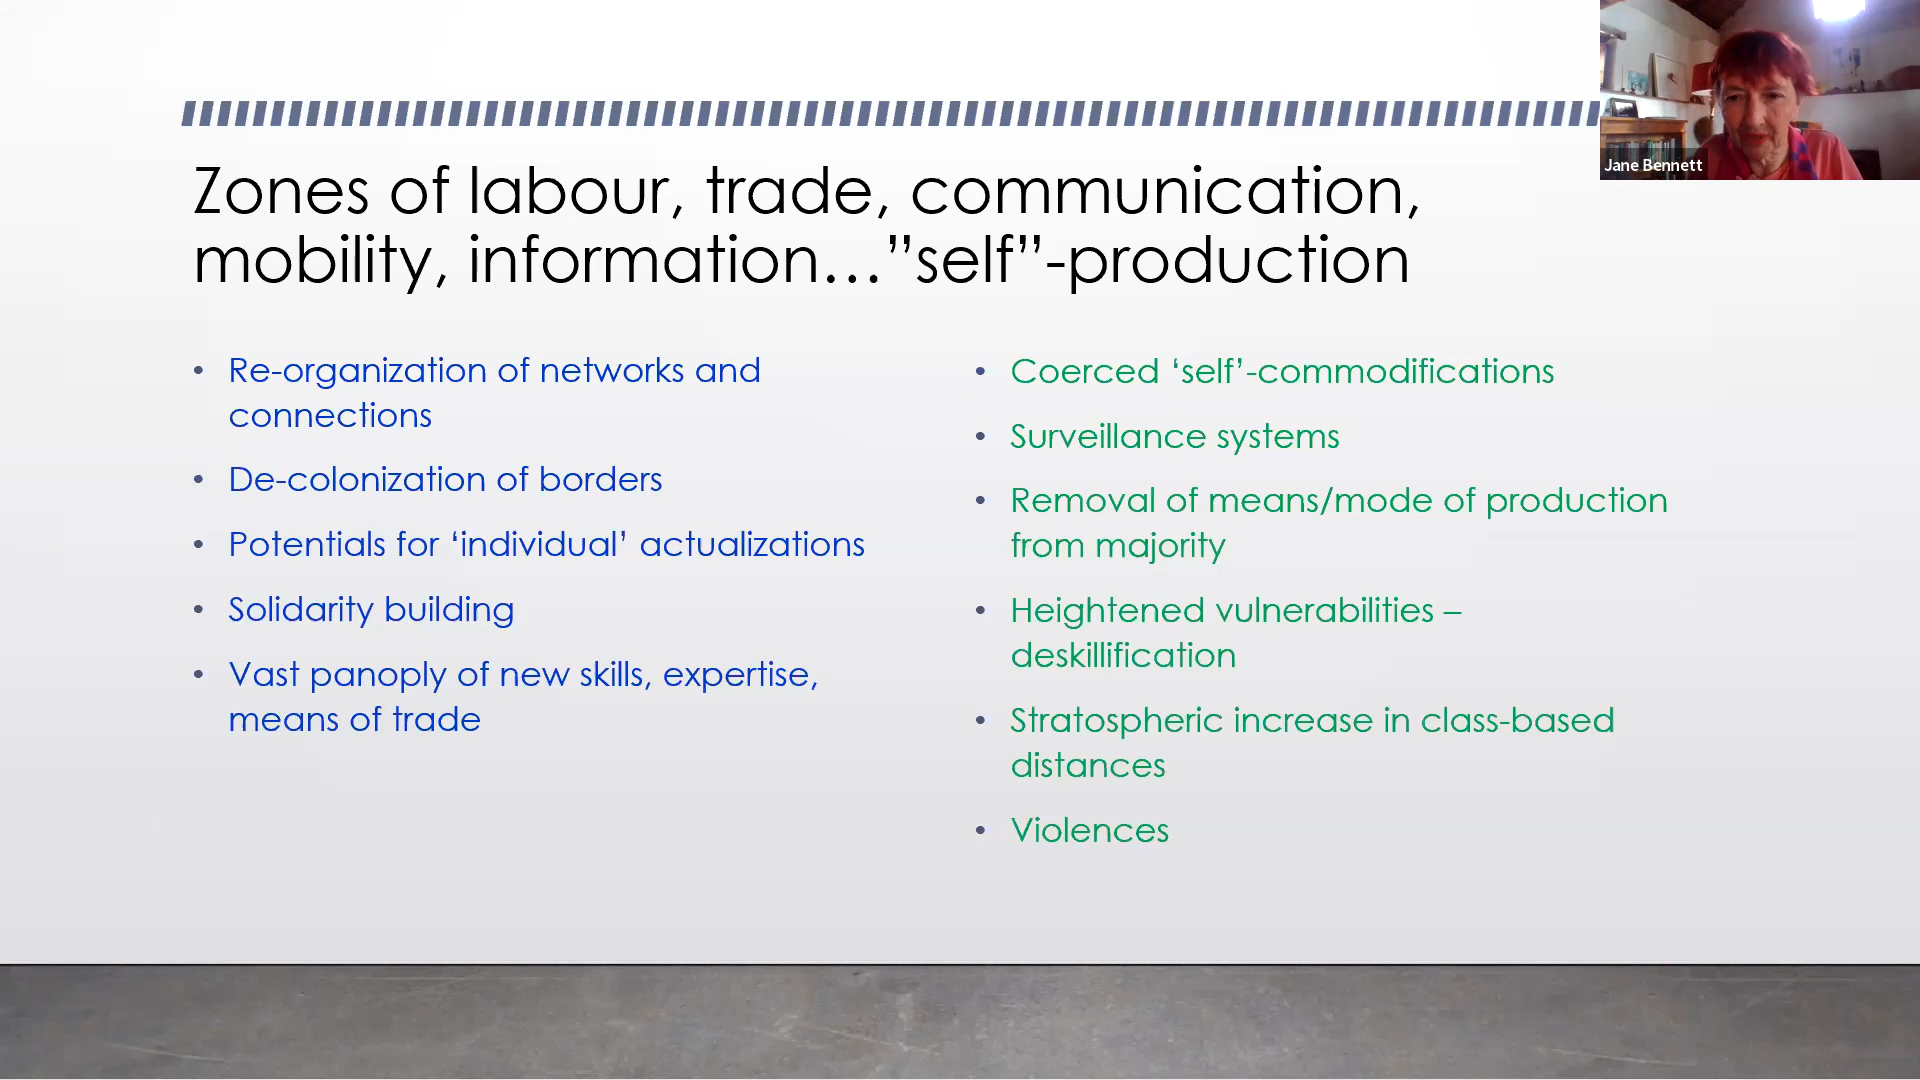 Jane Bennett
Zones of labour, trade, communication,
mobility, information…”self”-production
• Re-organization of networks and
connections
• De-colonization of borders
• Potentials for ‘individual’ actualizations
• Solidarity building
• Vast panoply of new skills, expertise,
means of trade
• Coerced ‘self’-commodifications
• Surveillance systems
• Removal of means/mode of production
from majority
• Heightened vulnerabilities –
deskillification
• Stratospheric increase in class-based
distances
• Violences